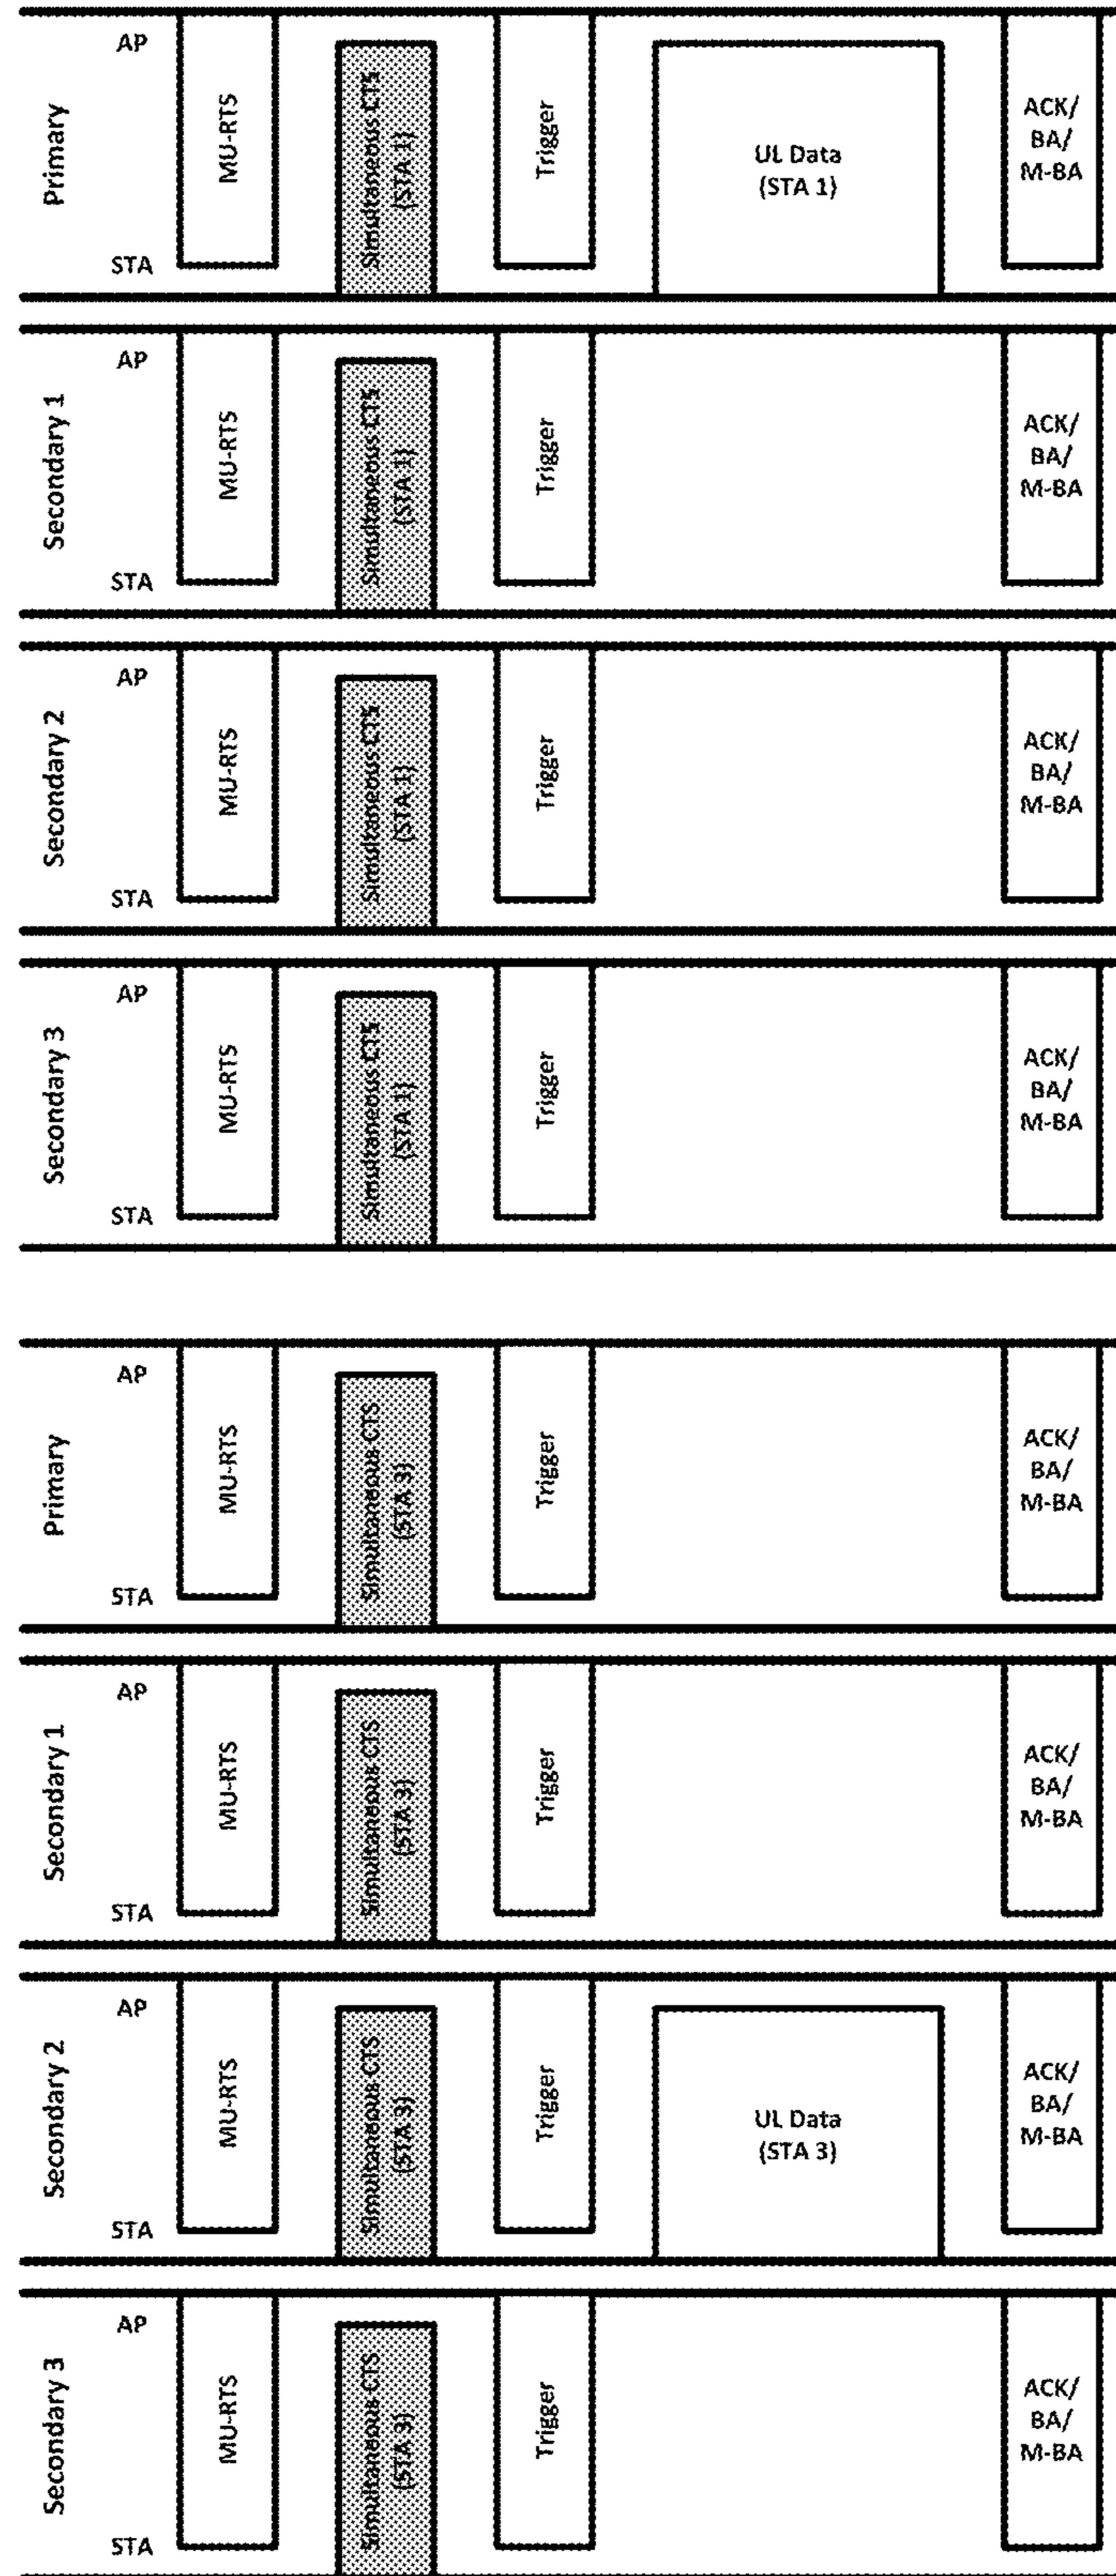 Primary
AP
STA
MU-RTS
Simultaneous CTS
(STA 1)
Trigger
UL Data
(STA 1)
ACK/
BA/
M-BA
Secondary 1
AP
STA
MU-RTS
Simultaneous CTS
(STA 1)
Trigger
ACK/
BA/
M-BA
Secondary 2
AP
STA
MU-RTS
Simultaneous CTS
(STA 1)
Trigger
ACK/
BA/
M-BA
Secondary 3
AP
STA
MU-RTS
Simultaneous CTS
(STA 1)
Trigger
ACK/
BA/
M-BA
Primary
AP
STA
MU-RTS
Simultaneous CTS
(STA 3)
Trigger
ACK/
BA/
M-BA
Secondary 1
AP
STA
MU-RTS
Simultaneous CTS
(STA 3)
Trigger
ACK/
BA/
M-BA
Secondary 2
AP
STA
MU-RTS
Simultaneous CTS
(STA 3)
Trigger
UL Data
(STA 3)
ACK/
BA/
M-BA
Secondary 3
AP
STA
MU-RTS
Simultaneous CTS
(STA 3)
Trigger
ACK/
BA/
M-BA